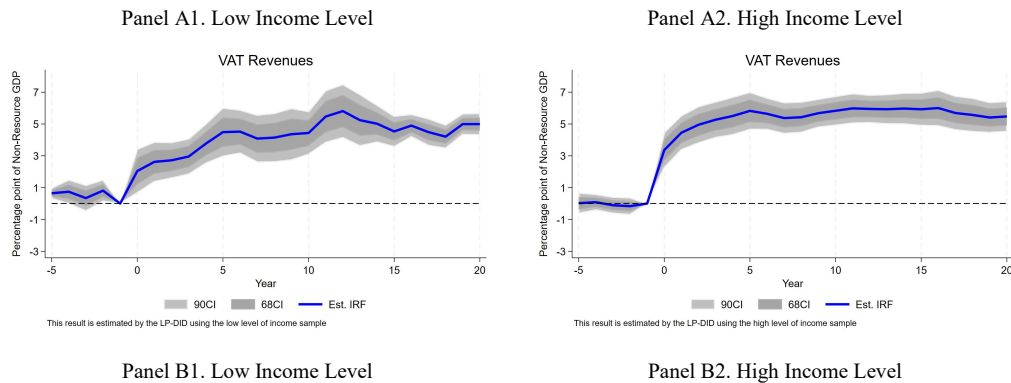 Panel A1. Low Income Level
Panel A2. High Income Level
VAT Revenues
Percentage point of Non-Resource GDP
7
5
3
1
-1
-3
-5
0
5
10
15
20
Year
90CI 68CI Est. IRF
This result is estimated by the LP-DID using the low level of income sample
VAT Revenues
Percentage point of Non-Resource GDP
7
5
3
1
-1
-3
-5
0
5
10
15
20
Year
90CI 68CI Est. IRF
This result is estimated by the LP-DID using the high level of income sample
Panel B1. Low Income Level
Panel B2. High Income Level